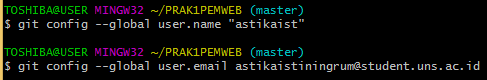 TOSHIBA@USER MINGW32 ~/PRAK1PEMWEB (master)
$ git config --global user.name "astikaist"
TOSHIBA@USER MINGW32 ~/PRAK1PEMWEB (master)
$ git config --global user.email astikaistiningrum@student.uns.ac.id